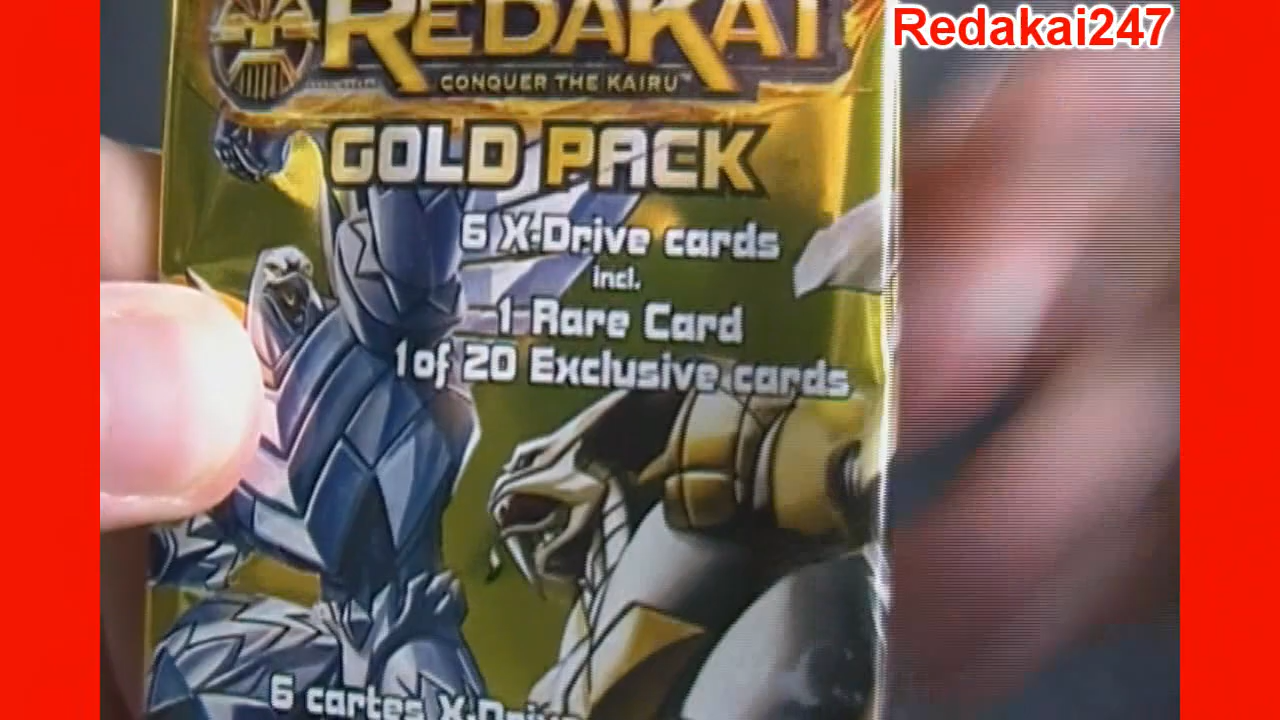 Redakai247
REDAKAI
CONQUER THE KAIRU™
GOLD PACK
6 X-Drive cards
incl.
1 Rare Card
1 of 20 Exclusive cards
6 cartes X-Drive